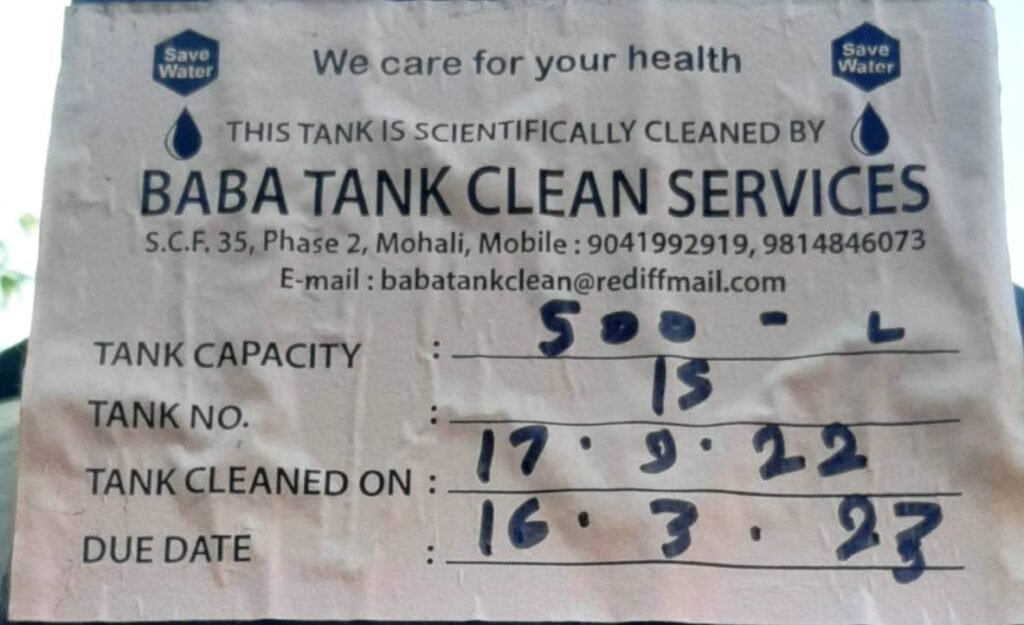 Save Water
We care for your health
Save Water
THIS TANK IS SCIENTIFICALLY CLEANED BY
BABA TANK CLEAN SERVICES
S.C.F. 35, Phase 2, Mohali, Mobile : 9041992919, 9814846073
E-mail : babatankclean@rediffmail.com
TANK CAPACITY : 500 - L
TANK NO. : 15
TANK CLEANED ON : 17.9.22
DUE DATE : 16.3.23